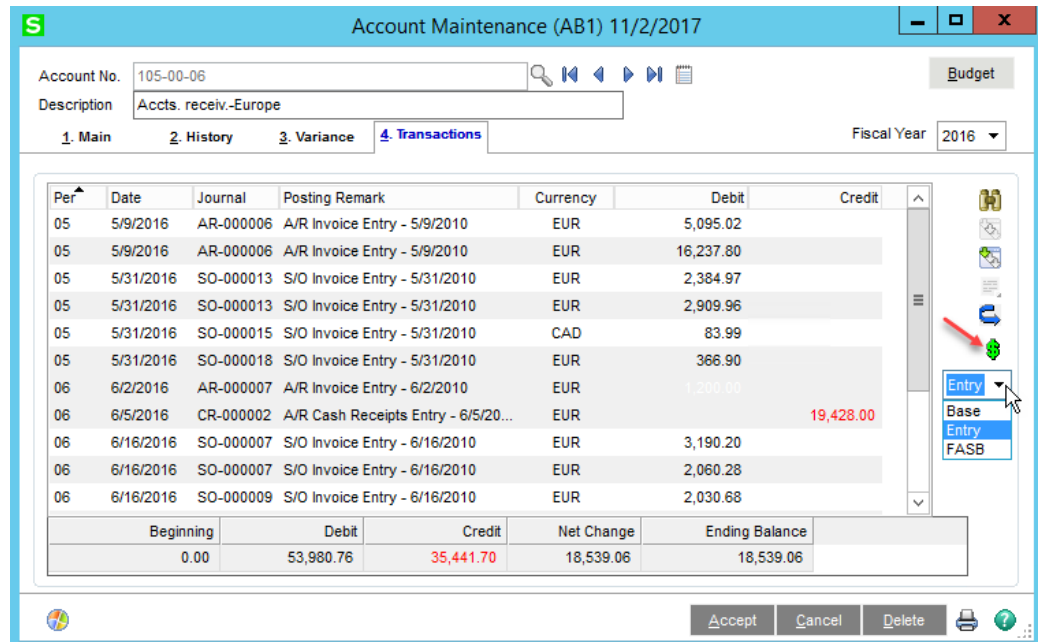 S Account Maintenance (AB1) 11/2/2017
Account No. 105-00-06 Budget
Description Accts. receiv.-Europe
1. Main 2. History 3. Variance 4. Transactions Fiscal Year 2016
Per Date Journal Posting Remark Currency Debit Credit
05 5/9/2016 AR-000006 A/R Invoice Entry - 5/9/2010 EUR 5,095.02
05 5/9/2016 AR-000006 A/R Invoice Entry - 5/9/2010 EUR 16,237.80
05 5/31/2016 SO-000013 S/O Invoice Entry - 5/31/2010 EUR 2,384.97
05 5/31/2016 SO-000013 S/O Invoice Entry - 5/31/2010 EUR 2,909.96
05 5/31/2016 SO-000015 S/O Invoice Entry - 5/31/2010 CAD 83.99
05 5/31/2016 SO-000018 S/O Invoice Entry - 5/31/2010 EUR 366.90
06 6/2/2016 AR-000007 A/R Invoice Entry - 6/2/2010 EUR 1,200.00
Entry
06 6/5/2016 CR-000002 A/R Cash Receipts Entry - 6/5/20... EUR 19,428.00
Base
Entry
FASB
06 6/16/2016 SO-000007 S/O Invoice Entry - 6/16/2010 EUR 3,190.20
06 6/16/2016 SO-000007 S/O Invoice Entry - 6/16/2010 EUR 2,060.28
06 6/16/2016 SO-000009 S/O Invoice Entry - 6/16/2010 EUR 2,030.68
Beginning Debit Credit Net Change Ending Balance
0.00 53,980.76 35,441.70 18,539.06 18,539.06
Accept Cancel Delete